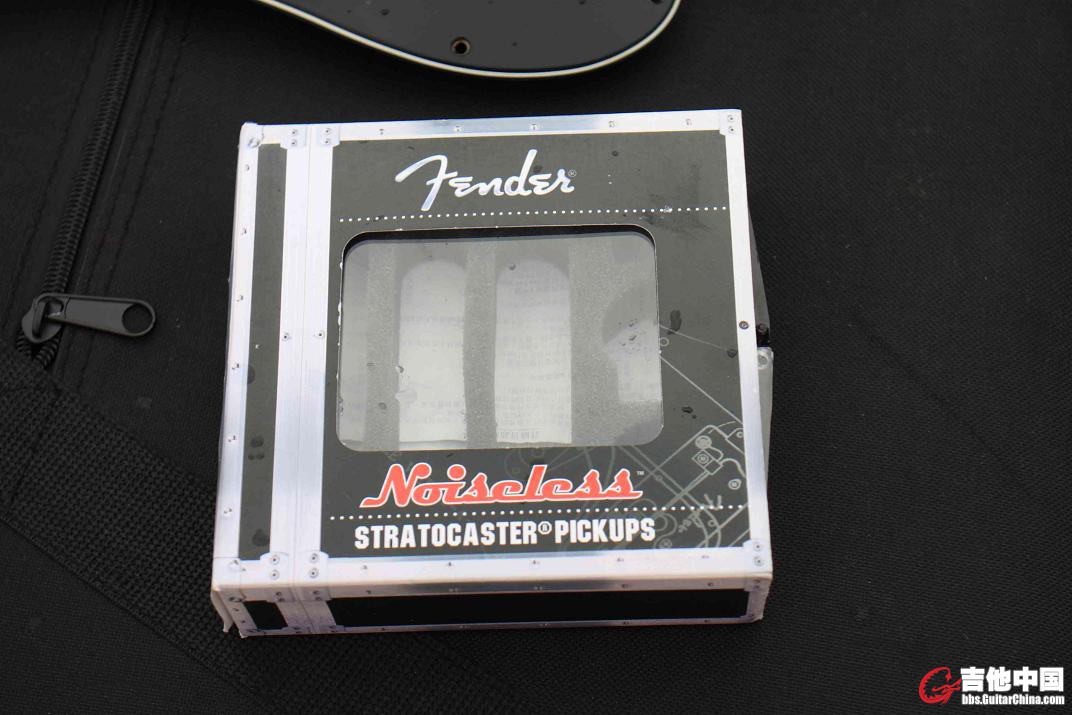 Fender®
Noiseless™
STRATOCASTER® PICKUPS
吉他中国
bbs.GuitarChina.com